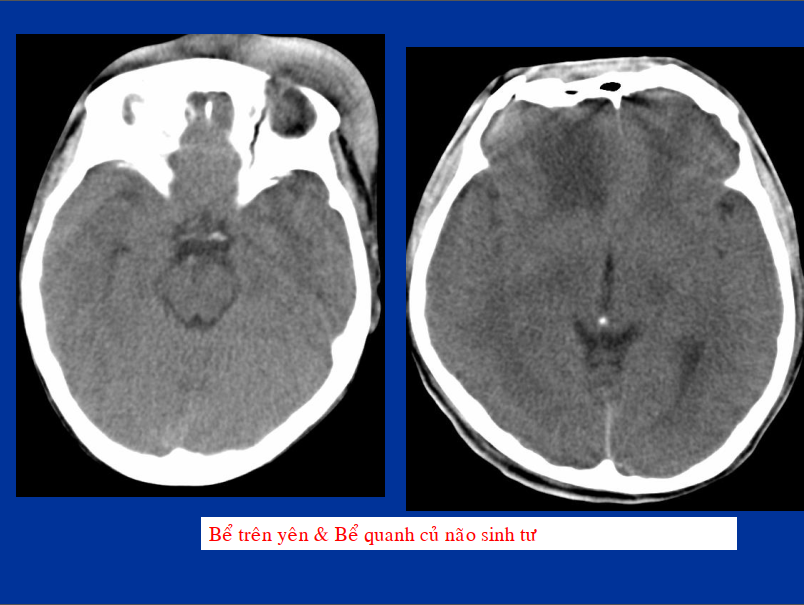 Bể trên yên & Bể quanh củ não sinh tư